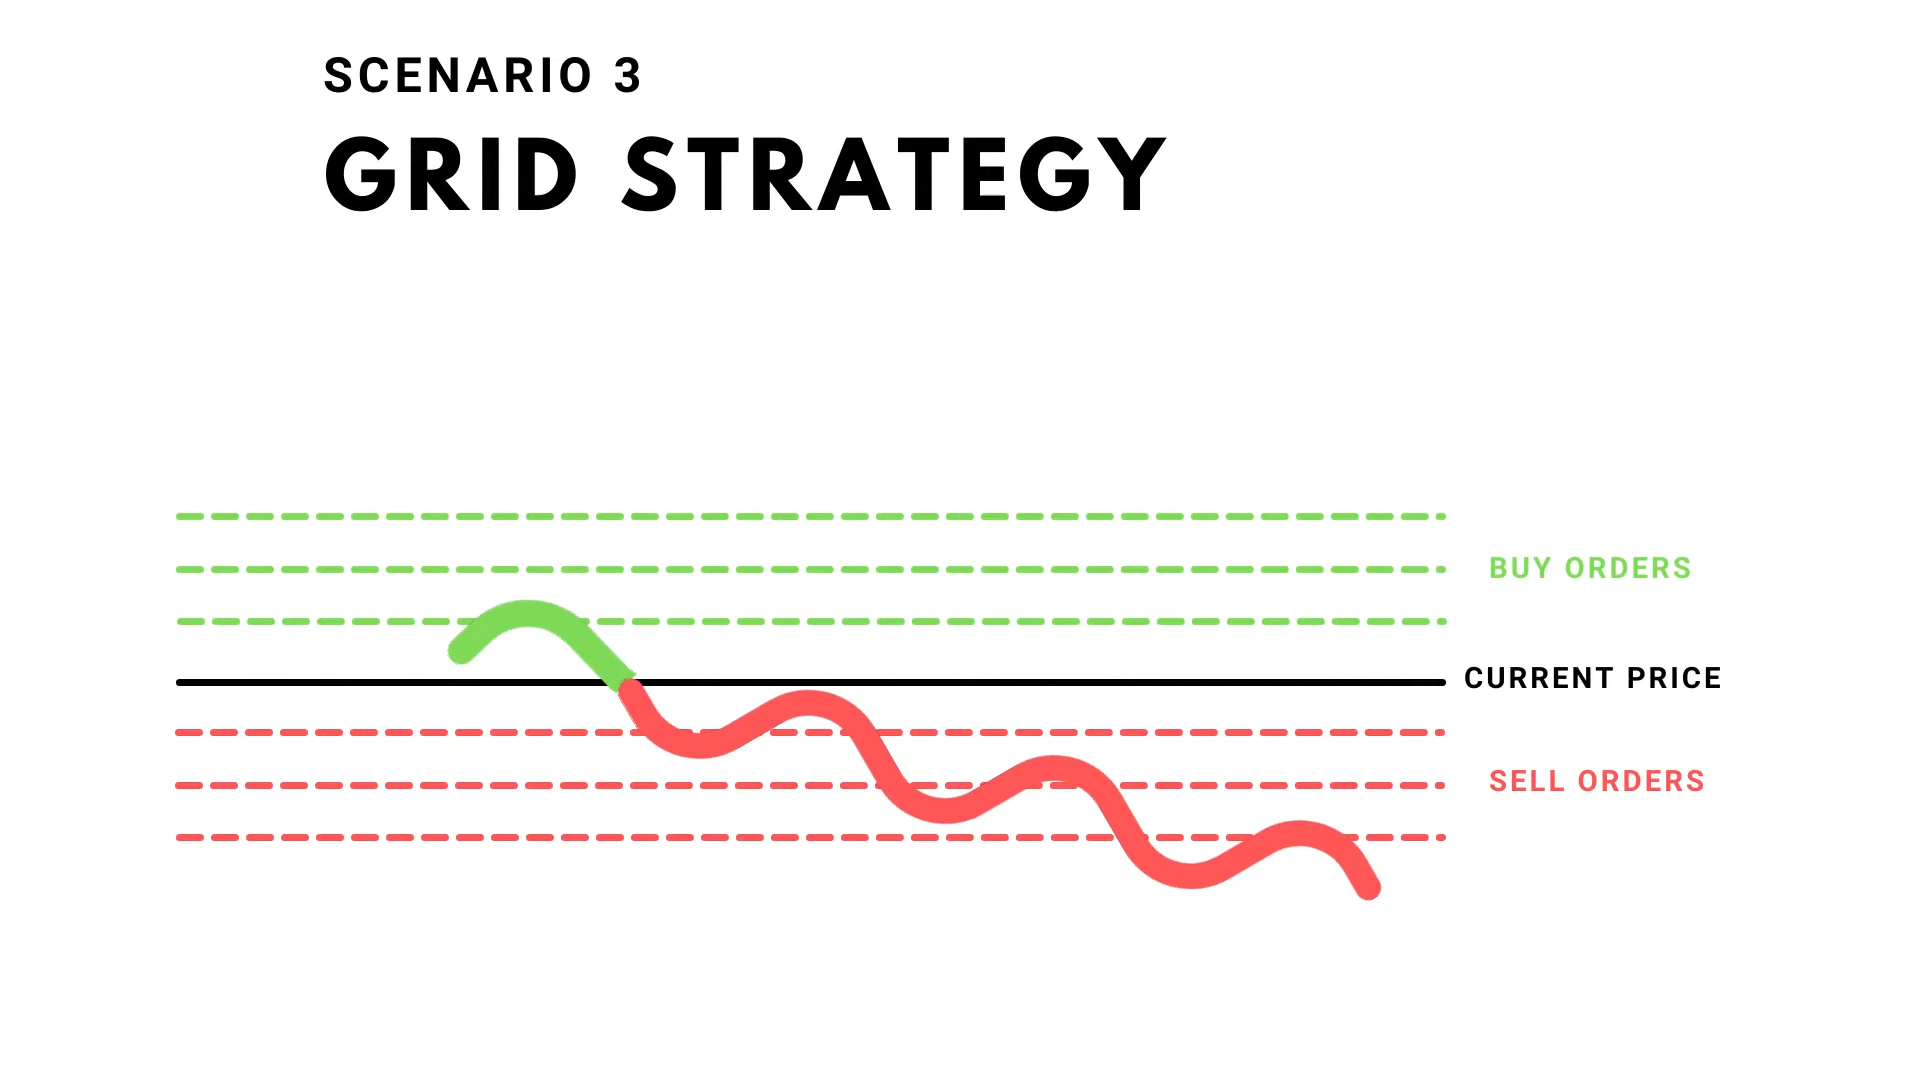 SCENARIO 3
GRID STRATEGY
BUY ORDERS
CURRENT PRICE
SELL ORDERS